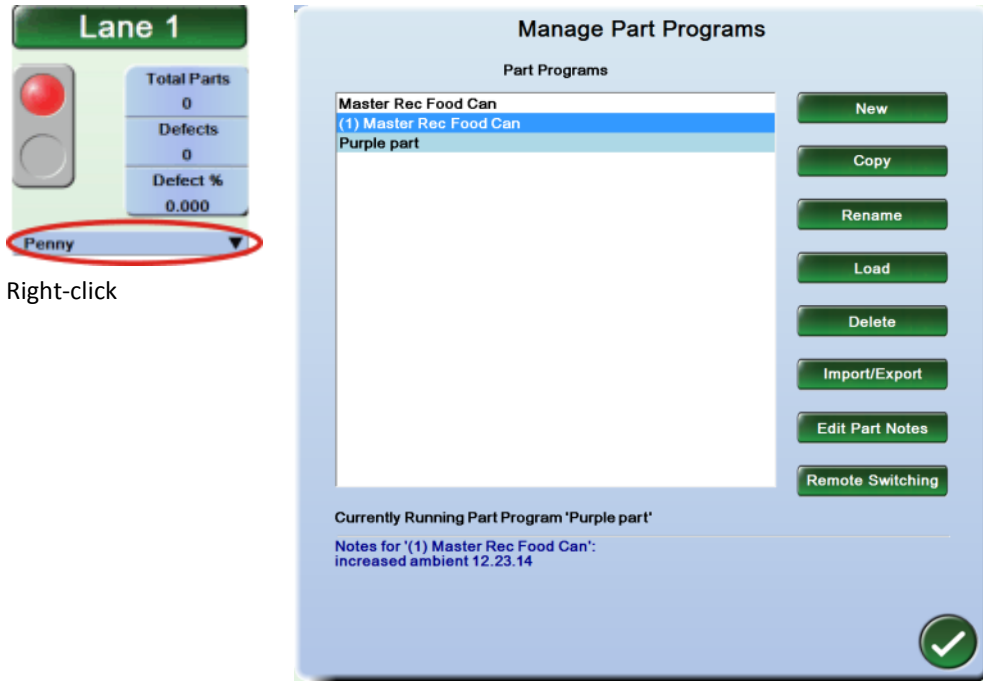 Lane 1
Total Parts
0
Defects
0
Defect %
0.000
Penny
Right-click
Manage Part Programs
Part Programs
Master Rec Food Can
(1) Master Rec Food Can
Purple part
New
Copy
Rename
Load
Delete
Import/Export
Edit Part Notes
Remote Switching
Currently Running Part Program 'Purple part'
Notes for '(1) Master Rec Food Can':
increased ambient 12.23.14